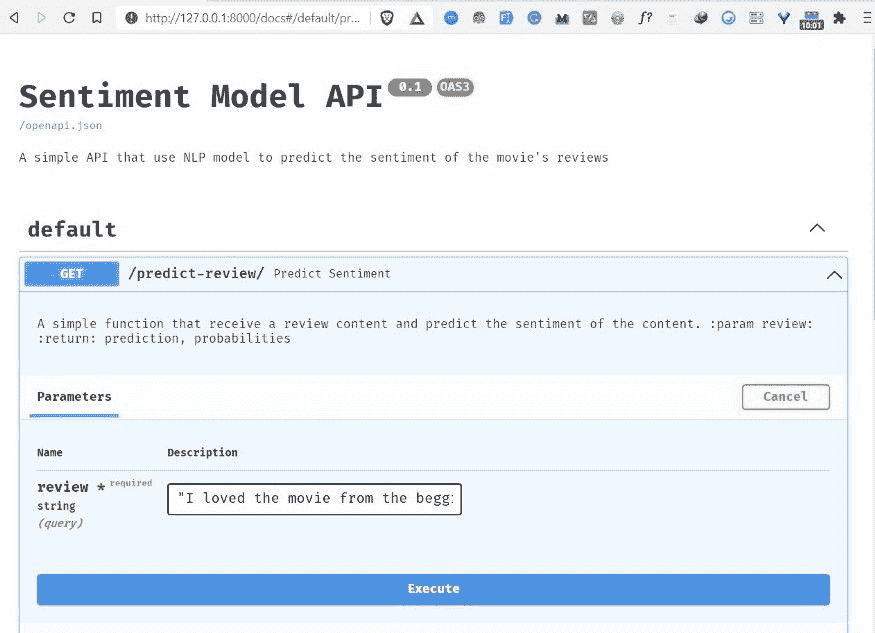 http://127.0.0.1:8000/docs#/default/pr...
f?
10:01
Sentiment Model API 0.1 OAS3
/openapi.json
A simple API that use NLP model to predict the sentiment of the movie's reviews
default
GET /predict-review/ Predict Sentiment
A simple function that receive a review content and predict the sentiment of the content. :param review:
:return: prediction, probabilities
Parameters Cancel
Name Description
review * required
string
(query)
"I loved the movie from the begg
Execute